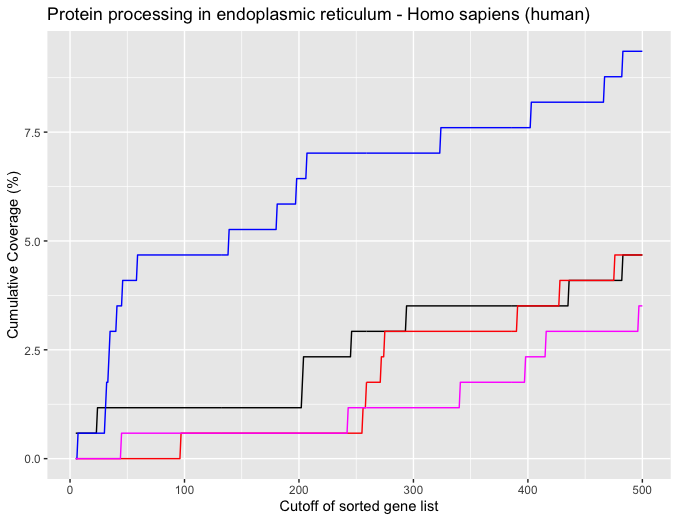 Protein processing in endoplasmic reticulum - Homo sapiens (human)
Cumulative Coverage (%)
7.5
5.0
2.5
0.0
0 100 200 300 400 500
Cutoff of sorted gene list